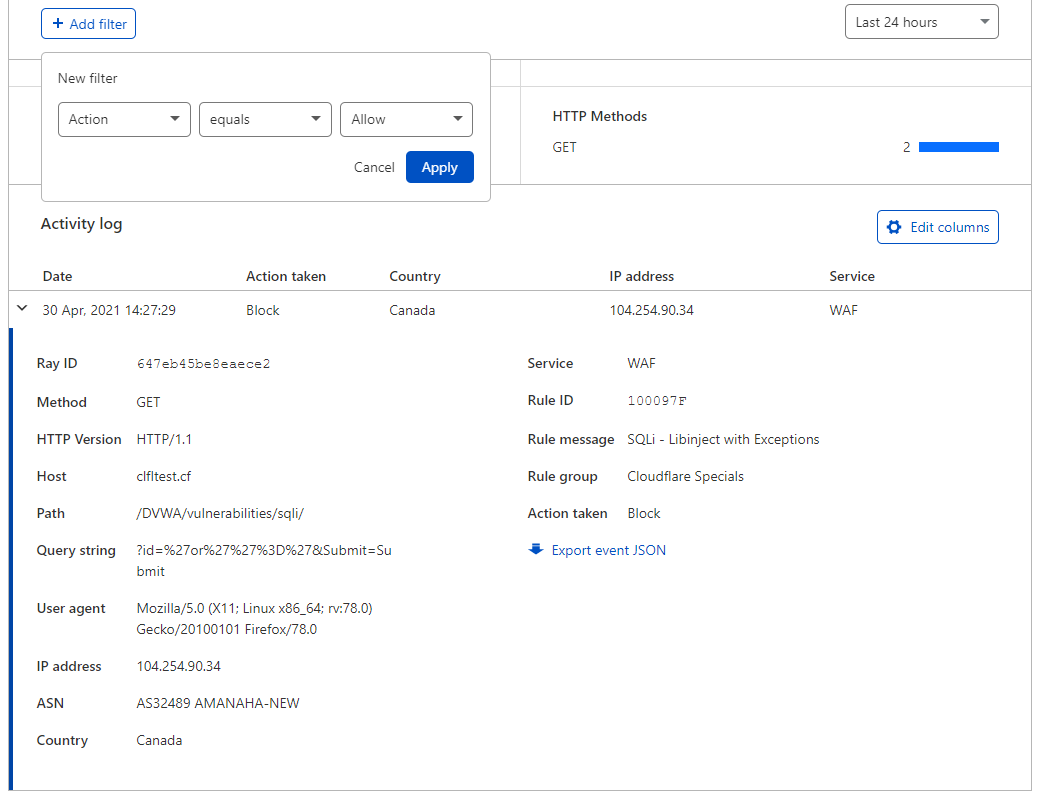 + Add filter
Last 24 hours
New filter
Action equals Allow
Cancel Apply
HTTP Methods
GET 2
Activity log
Edit columns
Date Action taken Country IP address Service
30 Apr, 2021 14:27:29 Block Canada 104.254.90.34 WAF
Ray ID 647eb45be8eaece2
Method GET
HTTP Version HTTP/1.1
Host clfltest.cf
Path /DVWA/vulnerabilities/sqli/
Query string ?id=%27or%27%27%3D%27&Submit=Su
bmit
User agent Mozilla/5.0 (X11; Linux x86_64; rv:78.0)
Gecko/20100101 Firefox/78.0
IP address 104.254.90.34
ASN AS32489 AMANAHA-NEW
Country Canada
Service WAF
Rule ID 100097F
Rule message SQLi - Libinject with Exceptions
Rule group Cloudflare Specials
Action taken Block
Export event JSON